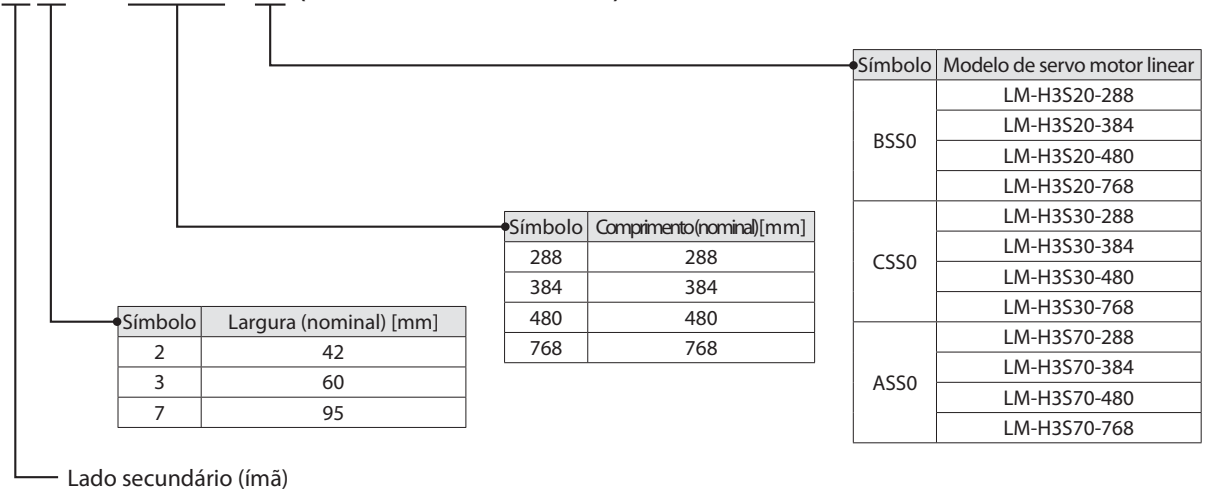 Símbolo Modelo de servo motor linear
BSS0
LM-H3S20-288
LM-H3S20-384
LM-H3S20-480
LM-H3S20-768
CSS0
LM-H3S30-288
LM-H3S30-384
LM-H3S30-480
LM-H3S30-768
ASS0
LM-H3S70-288
LM-H3S70-384
LM-H3S70-480
LM-H3S70-768
Símbolo Comprimento (nominal) [mm]
288 288
384 384
480 480
768 768
Símbolo Largura (nominal) [mm]
2 42
3 60
7 95
Lado secundário (ímã)